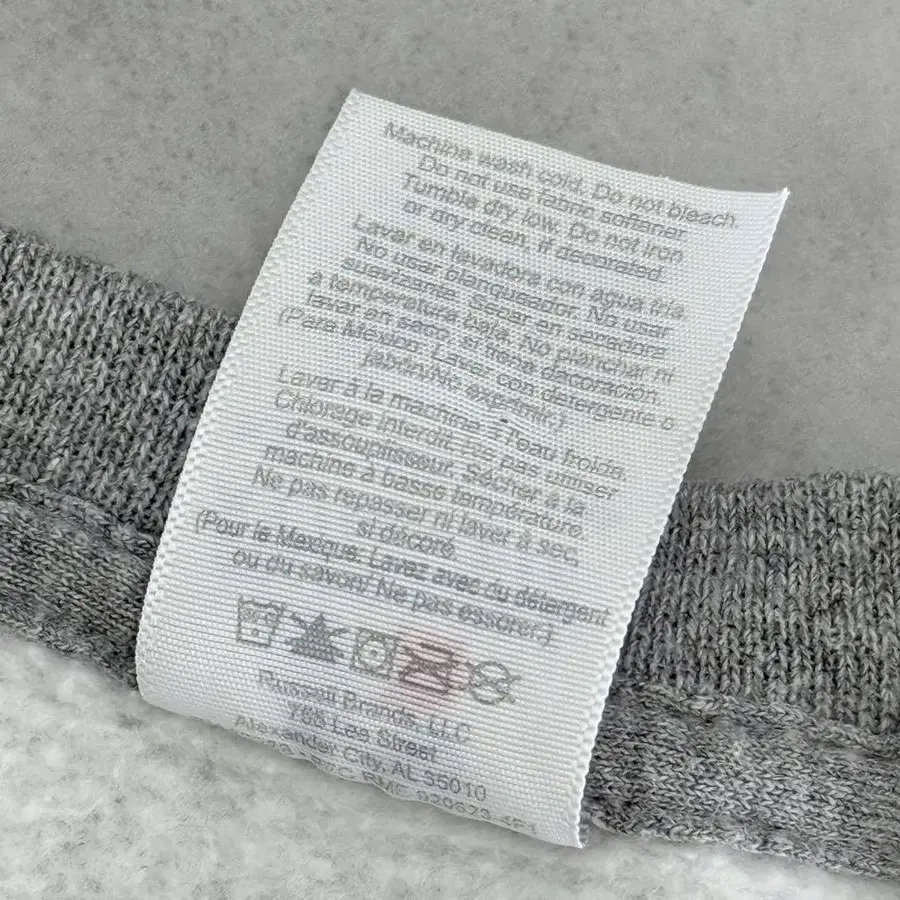 Machine wash cold. Do not bleach.
Do not use fabric softener.
Tumble dry low. Do not iron
or dry clean, if decorated.
Lavar en lavadora con agua fría.
No usar blanqueador. No usar
suavizante. Secar en secadora
a temperatura baja. No planchar ni
lavar en seco, si tiene decoración.
(Para Mexico: Lavar con detergente o
jabón/No exprimir.)
Laver à la machine, à l'eau froide.
Chlorage interdit.
pas utiliser
d'assouplisseur. Sécher à la
machine à basse température.
Ne pas repasser ni laver à sec,
si décoré.
(Pour la Mexique: Lavez avec du détergent
ou du savon/ Ne pas essorer.)
Russell Brands, LLC
Lee Street
Alexander City, AL 35010